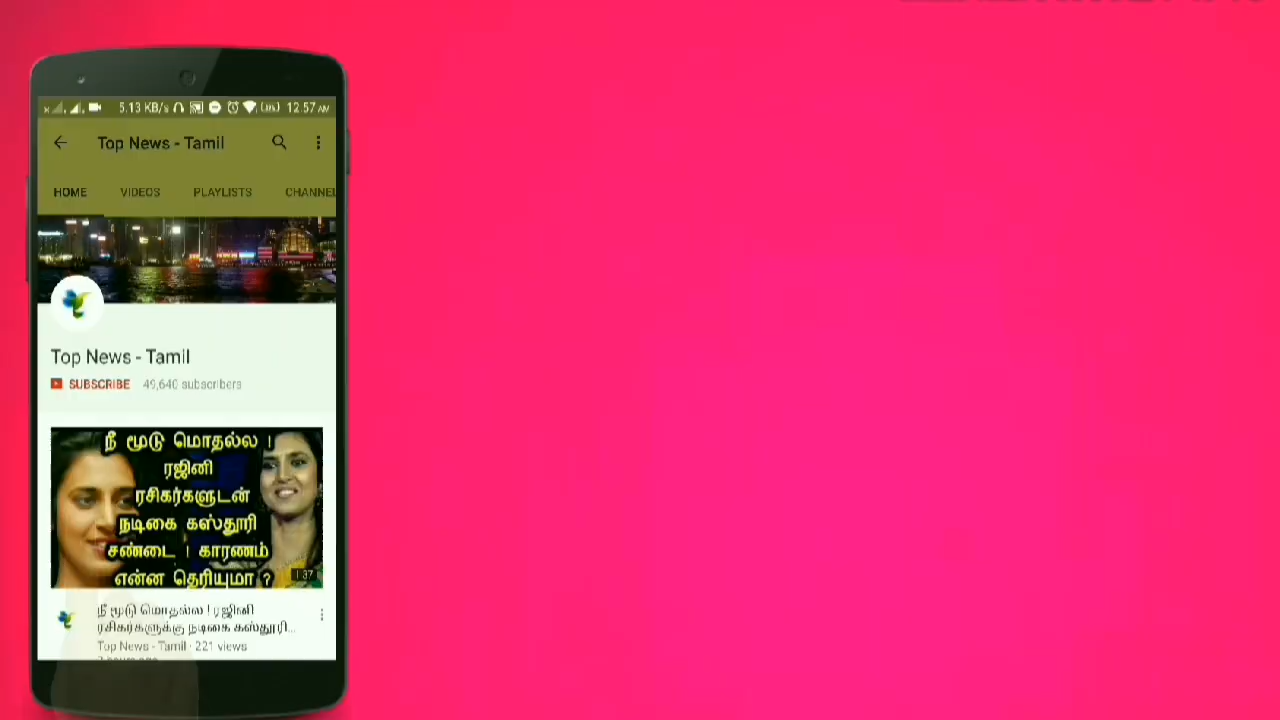 5.13 KB/s 12:57 AM
Top News - Tamil
HOME VIDEOS PLAYLISTS CHANNEL
Top News - Tamil
SUBSCRIBE 49,640 subscribers
நீ மூடு மொதல்ல !
ரஜினி
ரசிகர்களுடன்
நடிகை கஸ்தூரி
சண்டை ! காரணம்
என்ன தெரியுமா ?
1:37
நீ மூடு மொதல்ல ! ரஜினி
ரசிகர்களுக்கு நடிகை கஸ்தூரி...
Top News - Tamil · 221 views